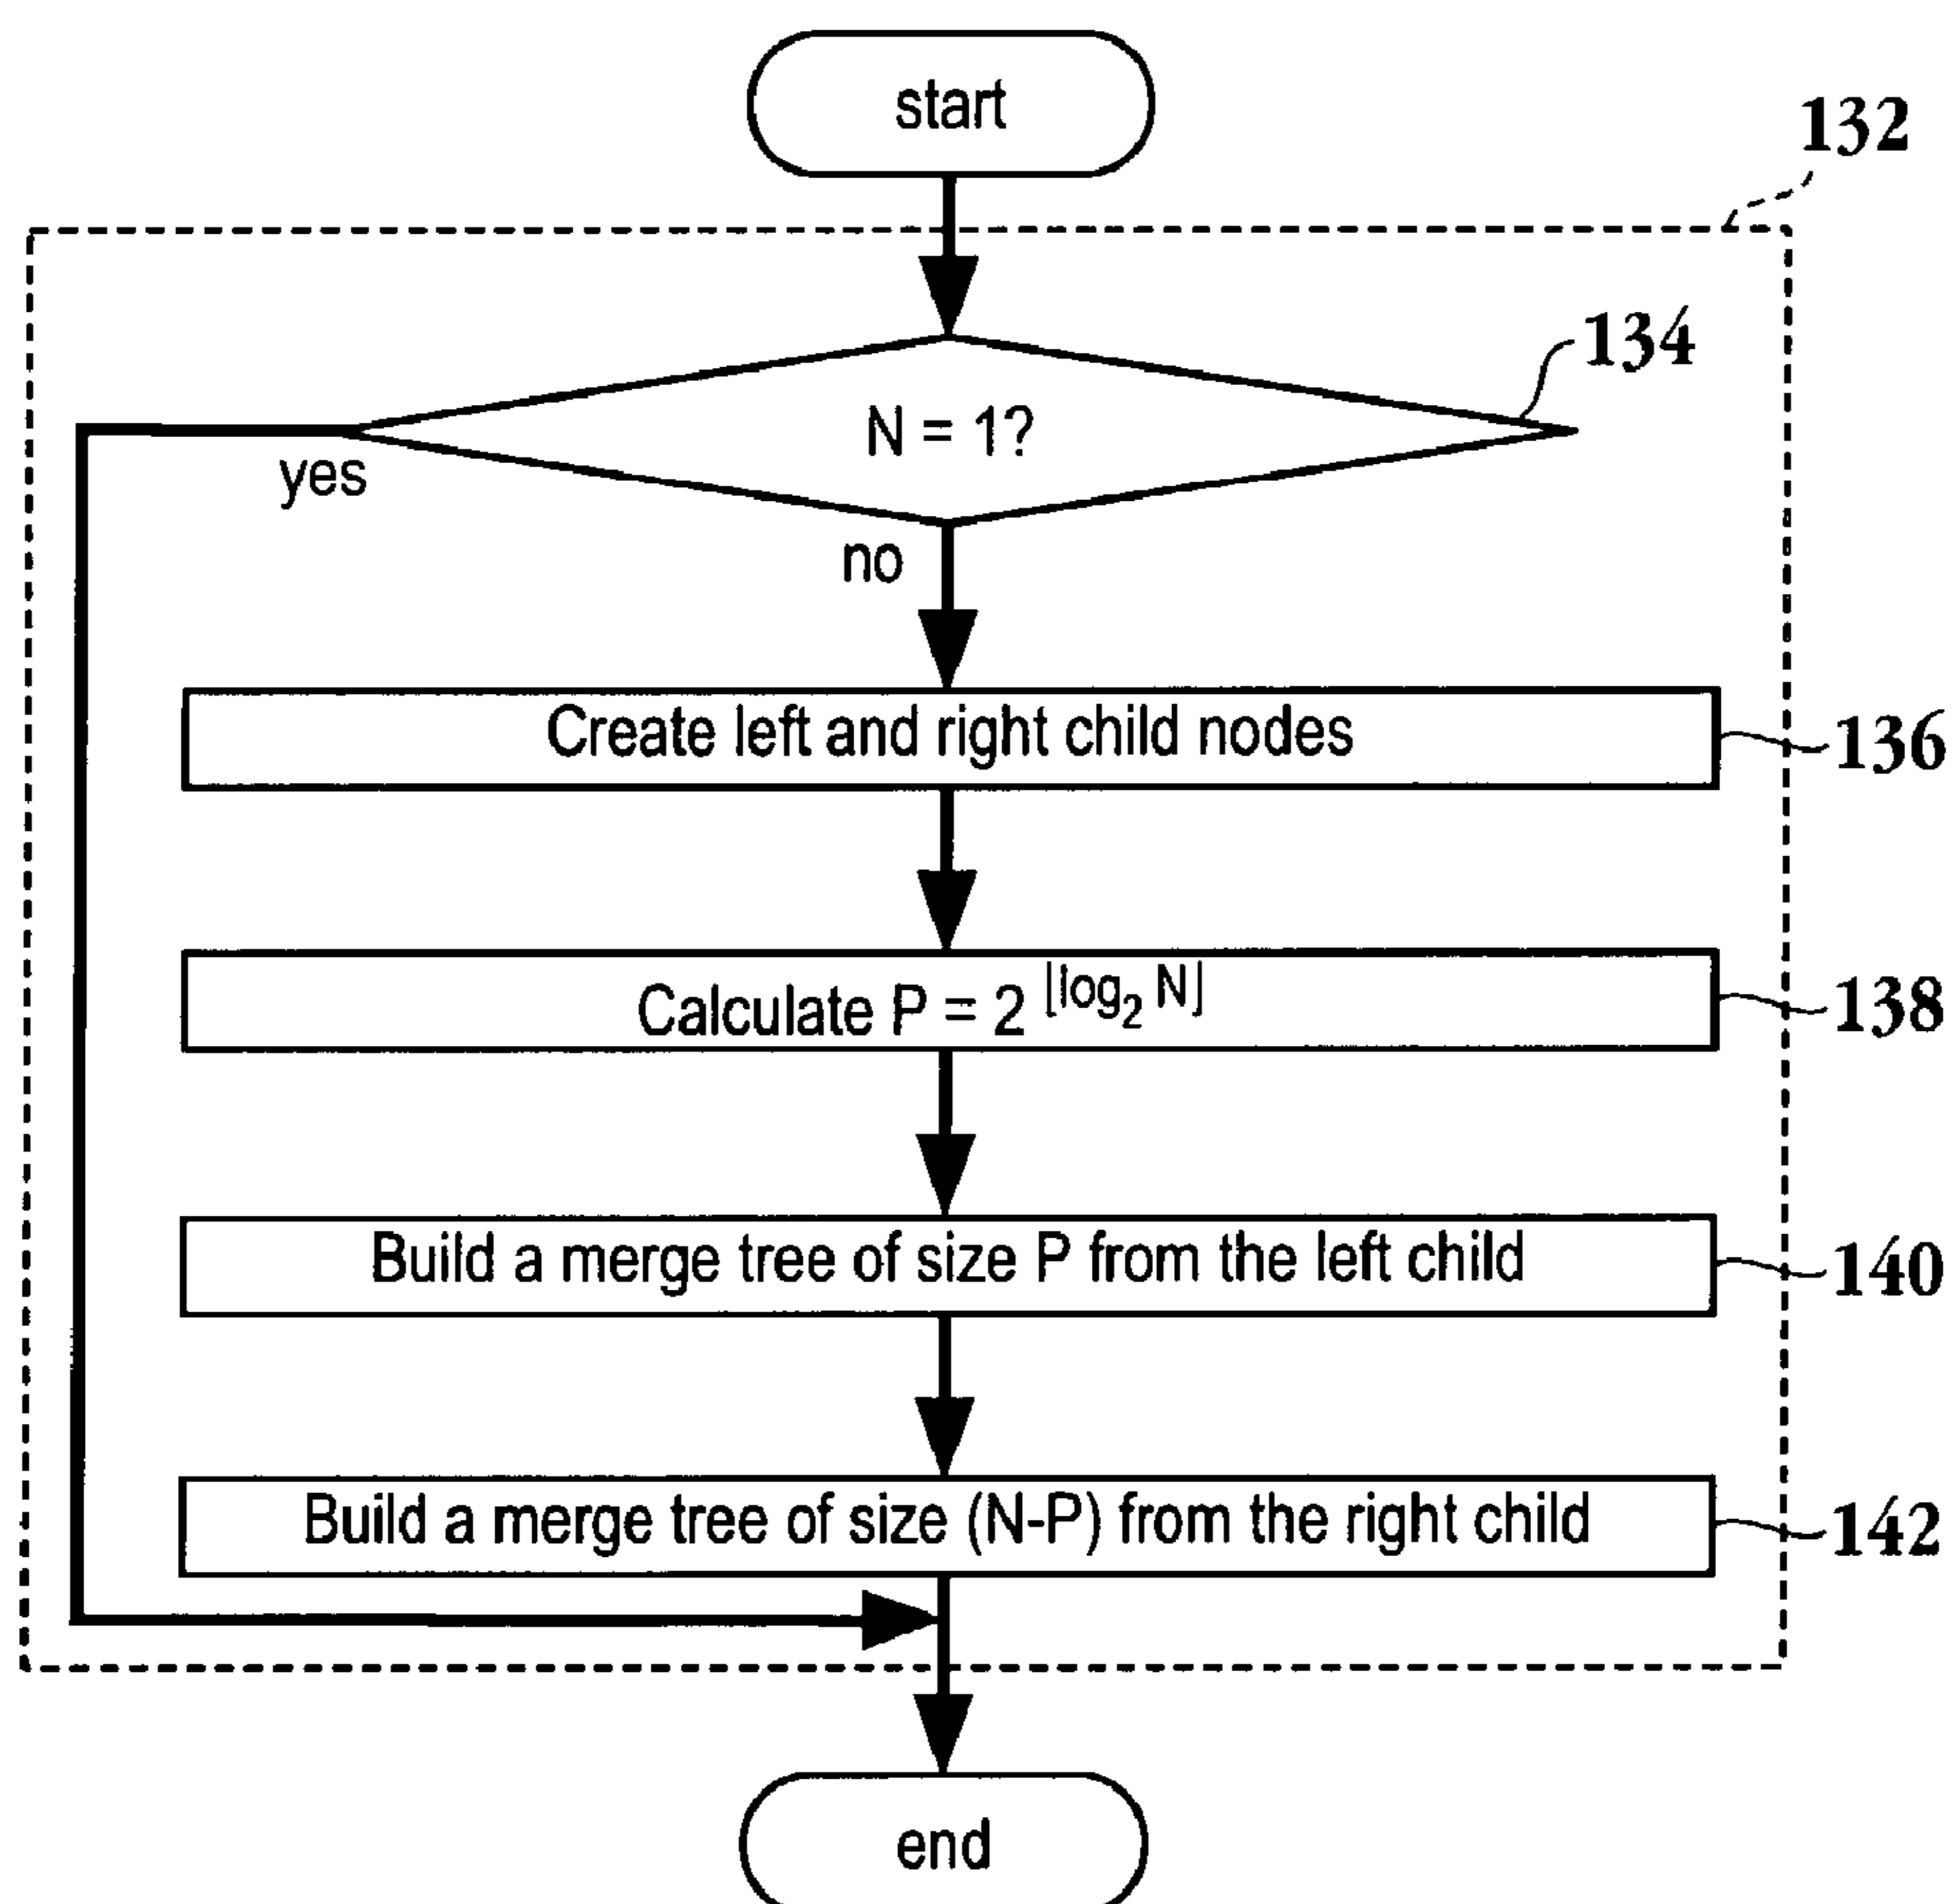 start
132
134
N = 1?
yes
no
Create left and right child nodes
136
Calculate P = 2 ⌊log₂ N⌋
138
Build a merge tree of size P from the left child
140
Build a merge tree of size (N-P) from the right child
142
end